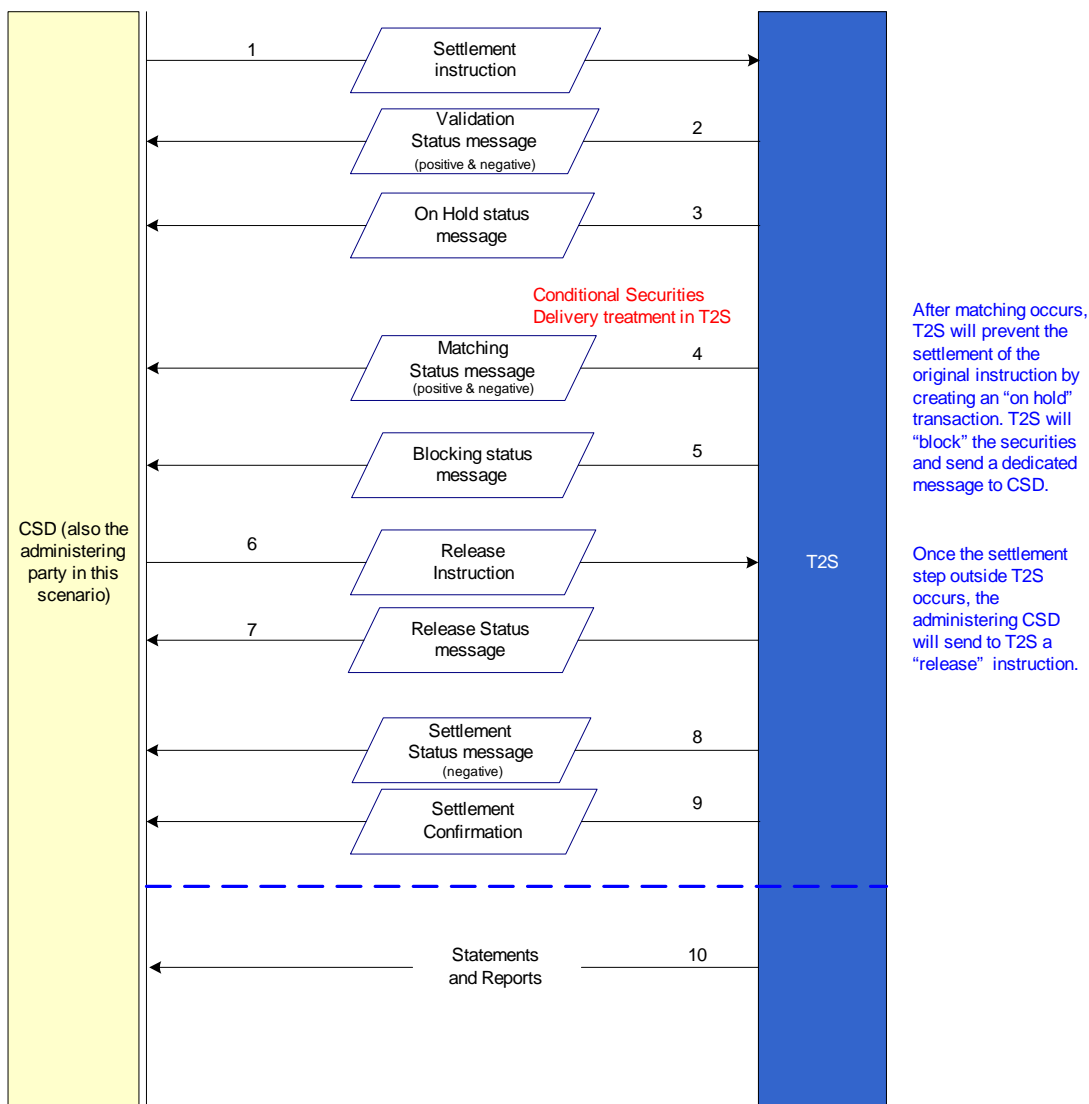 1
Settlement
instruction
Validation
Status message
(positive & negative)
2
On Hold status
message
3
Conditional Securities
Delivery treatment in T2S
Matching
Status message
(positive & negative)
4
After matching occurs,
T2S will prevent the
settlement of the
original instruction by
creating an “on hold”
transaction. T2S will
“block” the securities
and send a dedicated
message to CSD.
Blocking status
message
5
CSD (also the
administering
party in this
scenario)
6
Release
Instruction
T2S
Once the settlement
step outside T2S
occurs, the
administering CSD
will send to T2S a
“release” instruction.
7
Release Status
message
Settlement
Status message
(negative)
8
Settlement
Confirmation
9
Statements
and Reports
10